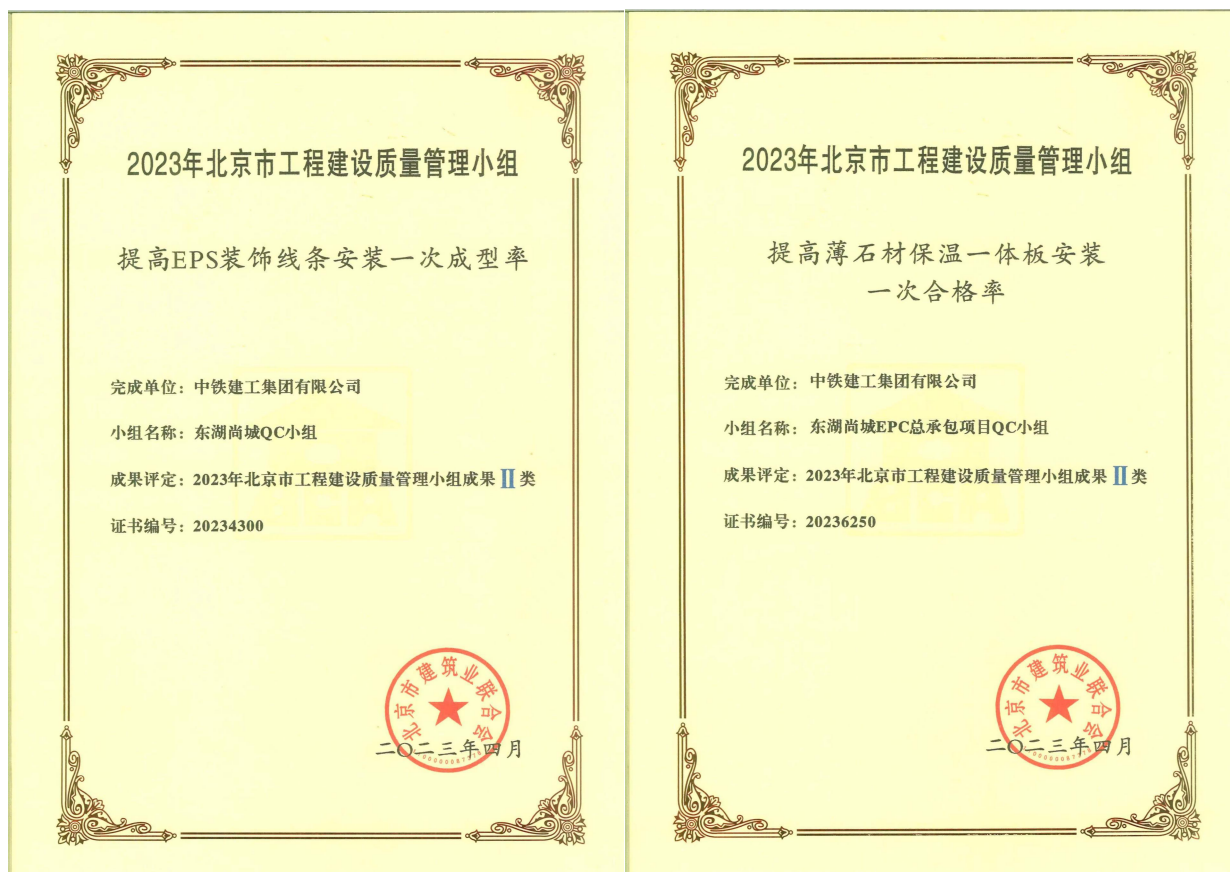 2023年北京市工程建设质量管理小组
提高EPS装饰线条安装一次成型率
完成单位：中铁建工集团有限公司
小组名称：东湖尚城QC小组
成果评定：2023年北京市工程建设质量管理小组成果 Ⅱ 类
证书编号：20234300
北京市建筑业联合会
二〇二三年四月
2023年北京市工程建设质量管理小组
提高薄石材保温一体板安装
一次合格率
完成单位：中铁建工集团有限公司
小组名称：东湖尚城EPC总承包项目QC小组
成果评定：2023年北京市工程建设质量管理小组成果 Ⅱ 类
证书编号：20236250
北京市建筑业联合会
二〇二三年四月